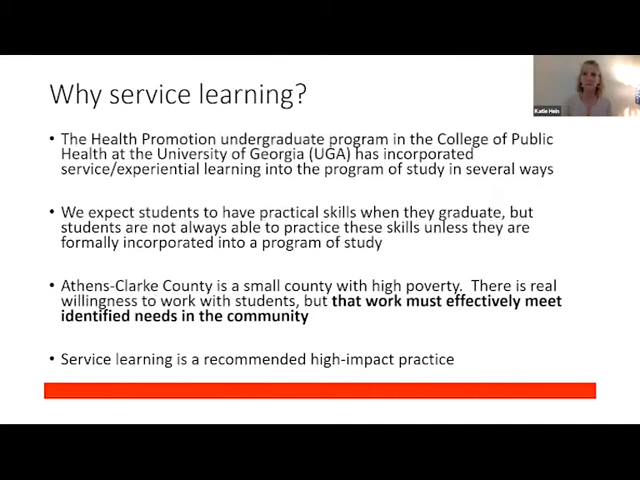 Why service learning?
Katie Hein
• The Health Promotion undergraduate program in the College of Public
Health at the University of Georgia (UGA) has incorporated
service/experiential learning into the program of study in several ways
• We expect students to have practical skills when they graduate, but
students are not always able to practice these skills unless they are
formally incorporated into a program of study
• Athens-Clarke County is a small county with high poverty.  There is real
willingness to work with students, but that work must effectively meet
identified needs in the community
• Service learning is a recommended high-impact practice